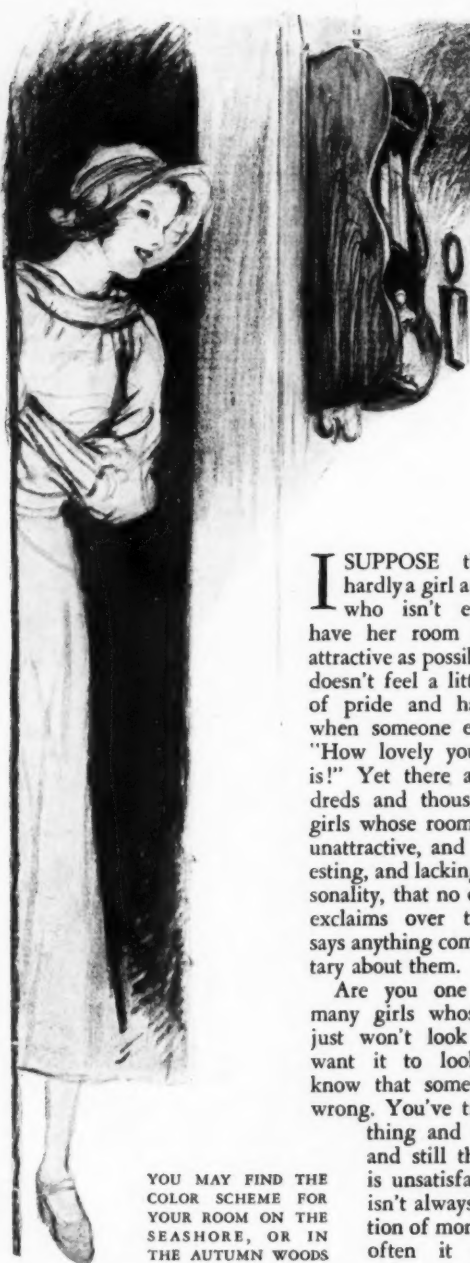 I SUPPOSE t
hardly a girl a
who isn't e
have her room
attractive as possi
doesn't feel a litt
of pride and ha
when someone e
"How lovely you
is!" Yet there a
dreds and thous
girls whose room
unattractive, and
esting, and lacking
sonality, that no
exclaims over t
says anything com
tary about them.
Are you one
many girls whos
just won't look
want it to look
know that some
wrong. You've t
thing and
and still th
is unsatisfa
isn't always
tion of mor
often it
YOU MAY FIND THE
COLOR SCHEME FOR
YOUR ROOM ON THE
SEASHORE, OR IN
THE AUTUMN WOODS